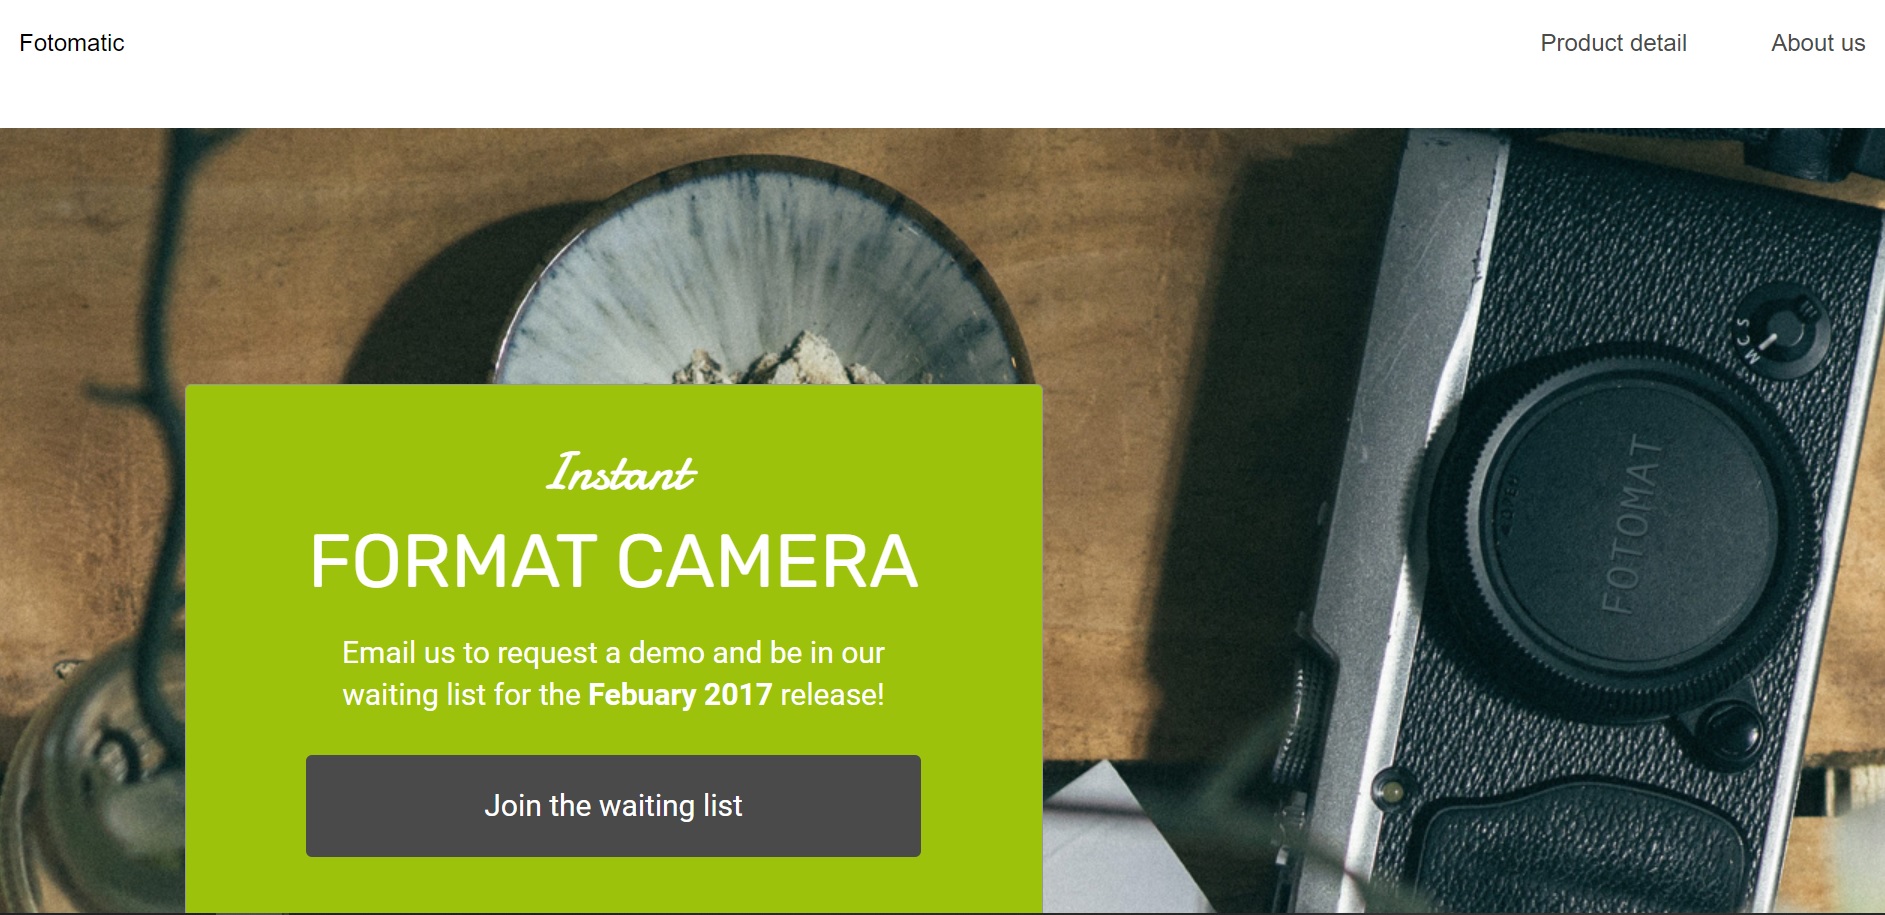 Fotomatic
Product detail
About us
Instant
FORMAT CAMERA
Email us to request a demo and be in our
waiting list for the Febuary 2017 release!
Join the waiting list
FOTOMAT
M C S